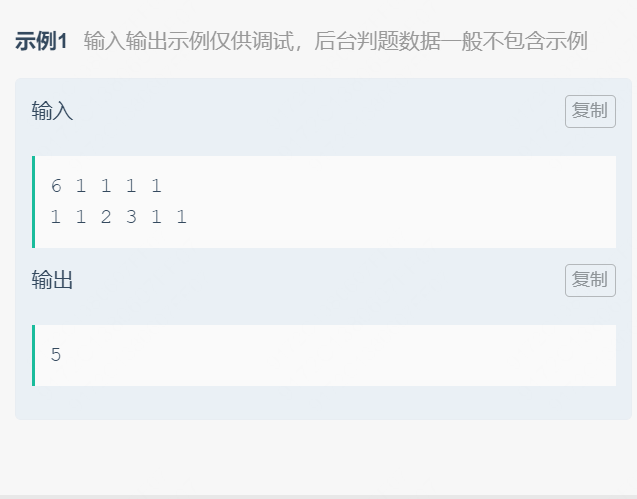 示例1 输入输出示例仅供调试，后台判题数据一般不包含示例
输入
复制
6 1 1 1 1
1 1 2 3 1 1
输出
复制
5